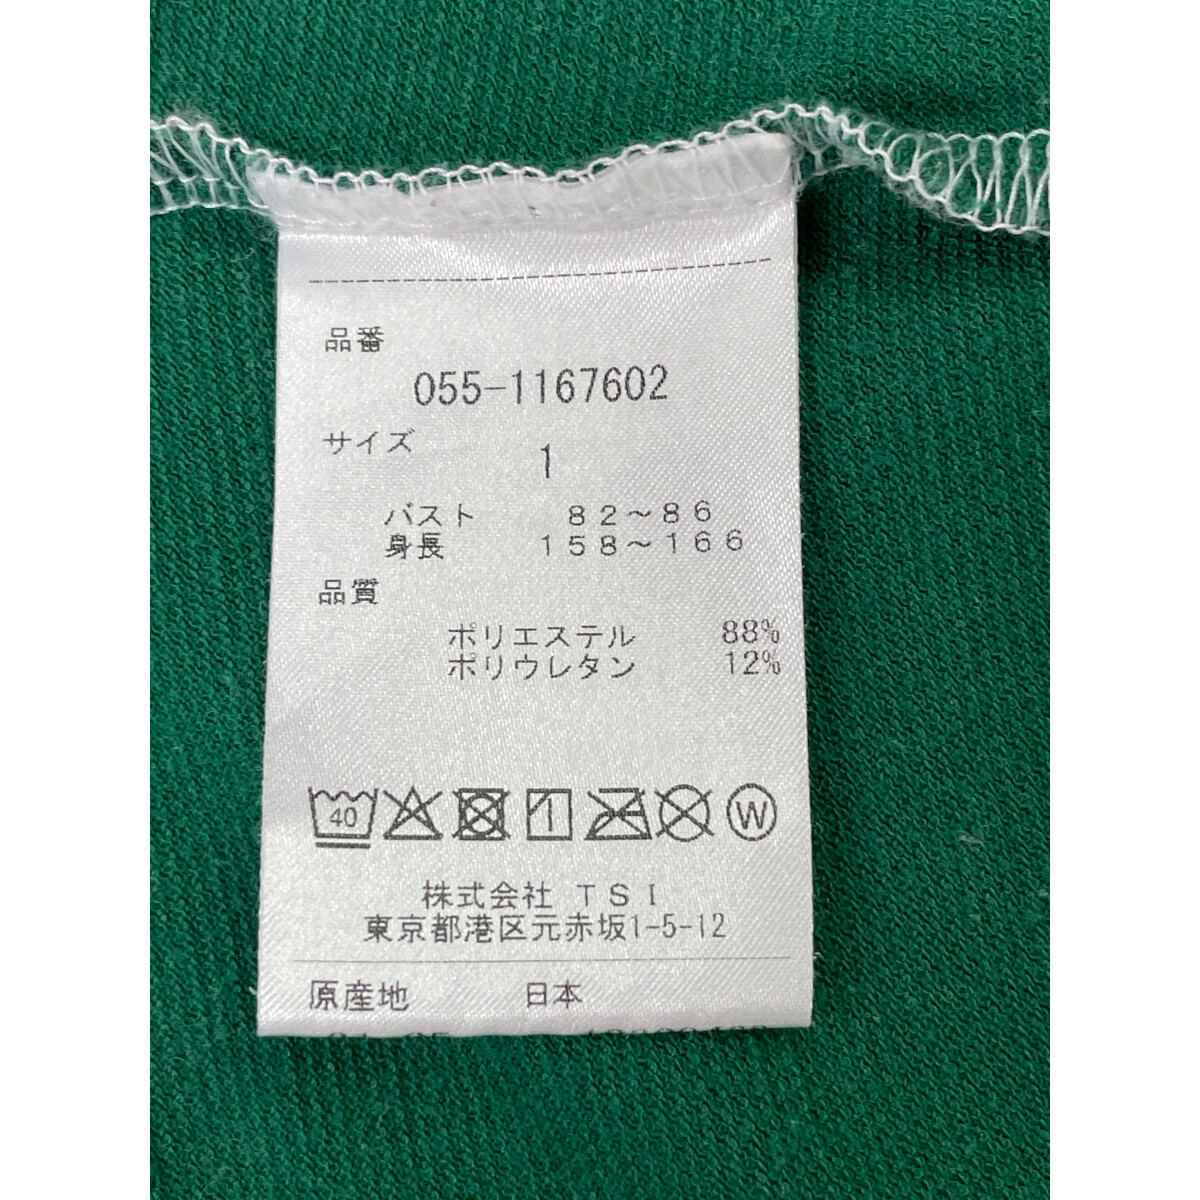 品番
055-1167602
サイズ
1
バスト 82～86
身長 158～166
品質
ポリエステル 88%
ポリウレタン 12%
40 W
株式会社 TSI
東京都港区元赤坂1-5-12
原産地 日本